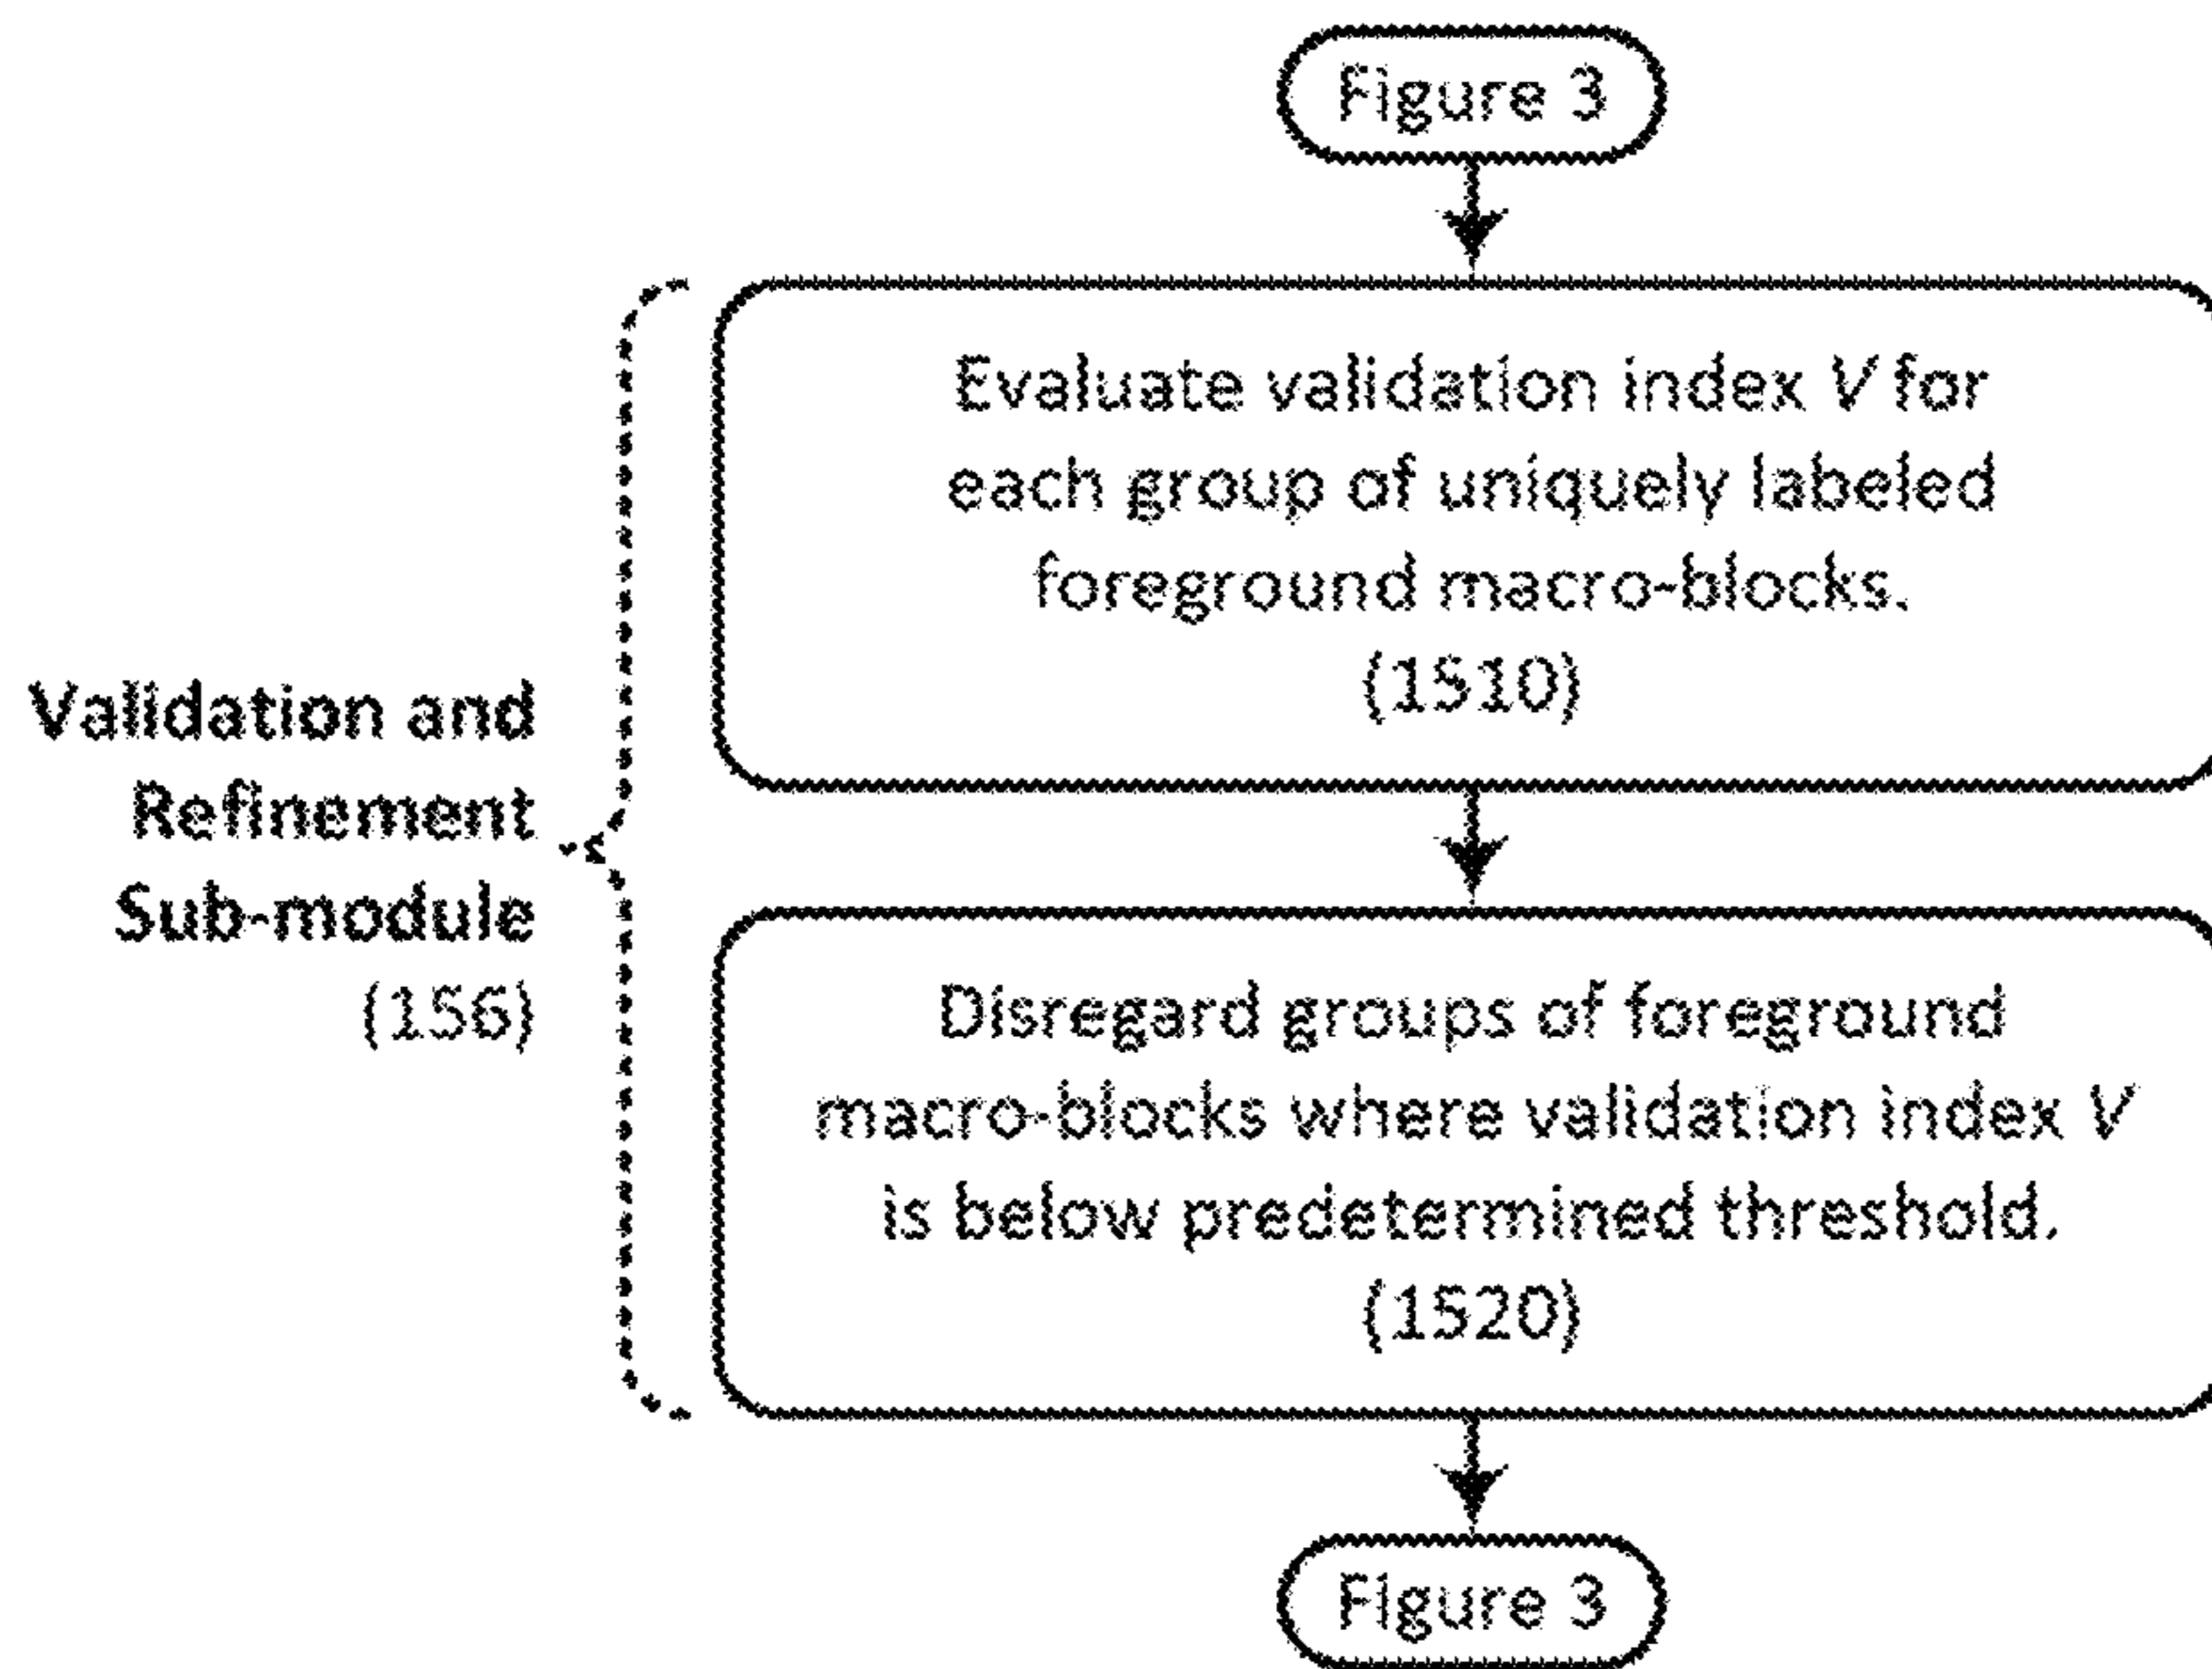 Figure 3
Evaluate validation index V for
each group of uniquely labeled
foreground macro-blocks.
(1510)
Validation and
Refinement
Sub-module
(156)
Disregard groups of foreground
macro-blocks where validation index V
is below predetermined threshold.
(1520)
Figure 3